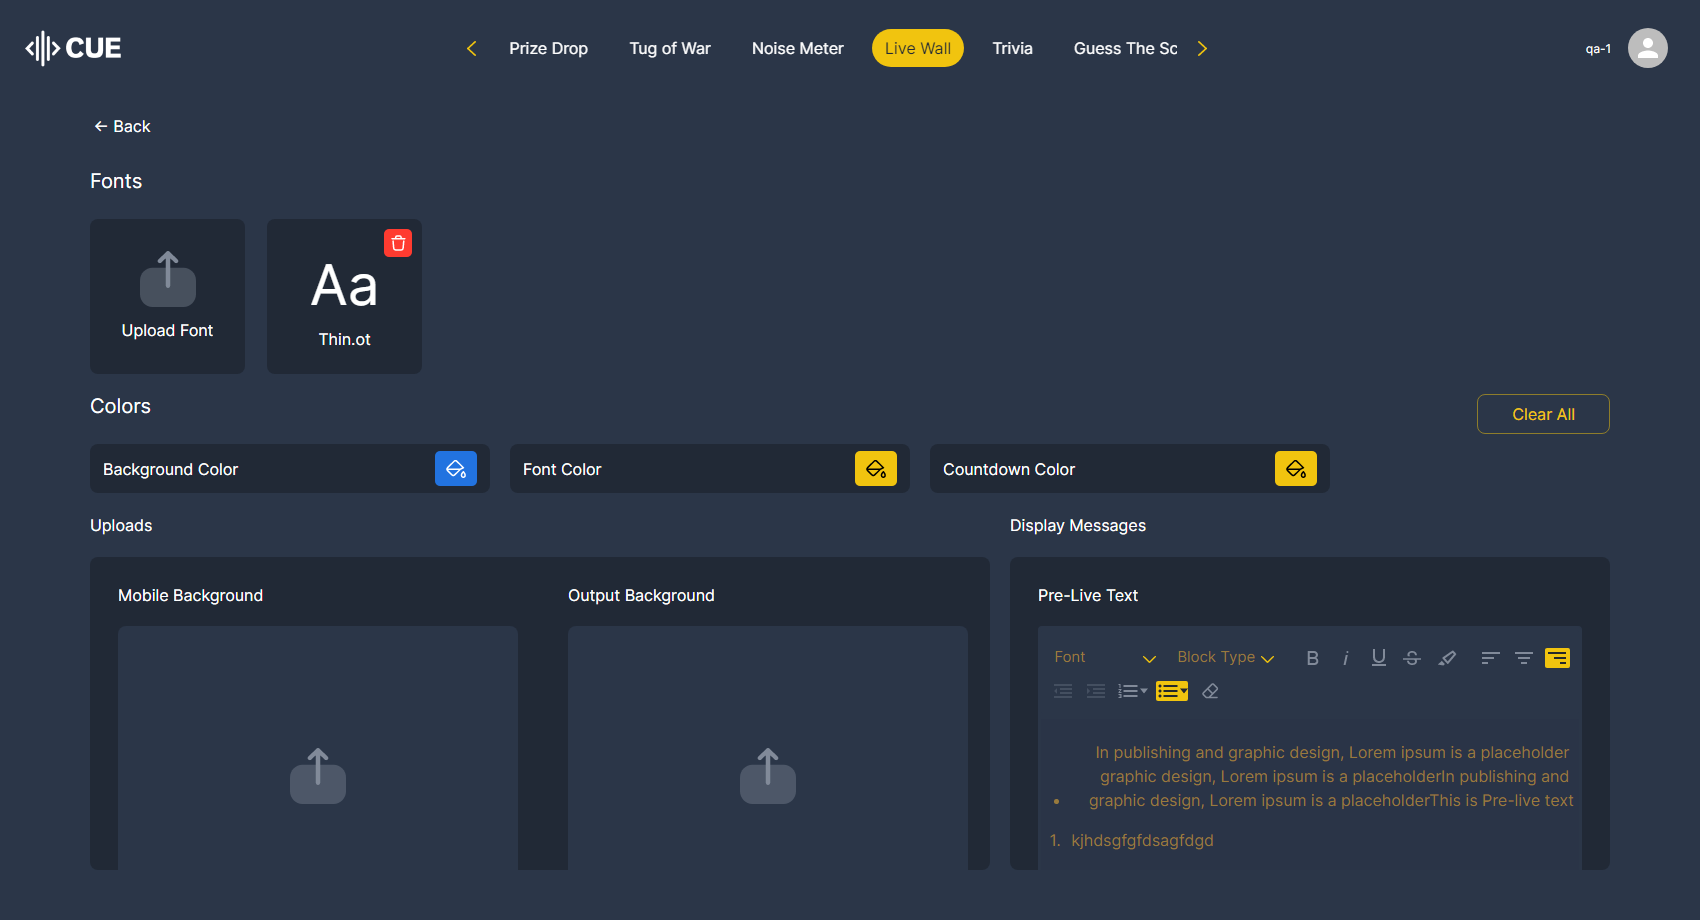 CUE
Prize Drop
Tug of War
Noise Meter
Live Wall
Trivia
Guess The Sc
qa-1
Back
Fonts
Upload Font
Aa
Thin.ot
Colors
Clear All
Background Color
Font Color
Countdown Color
Uploads
Display Messages
Mobile Background
Output Background
Pre-Live Text
Font
Block Type
B
i
U
S
In publishing and graphic design, Lorem ipsum is a placeholder
graphic design, Lorem ipsum is a placeholderIn publishing and
• graphic design, Lorem ipsum is a placeholderThis is Pre-live text
1. kjhdsgfgfdsagfdgd